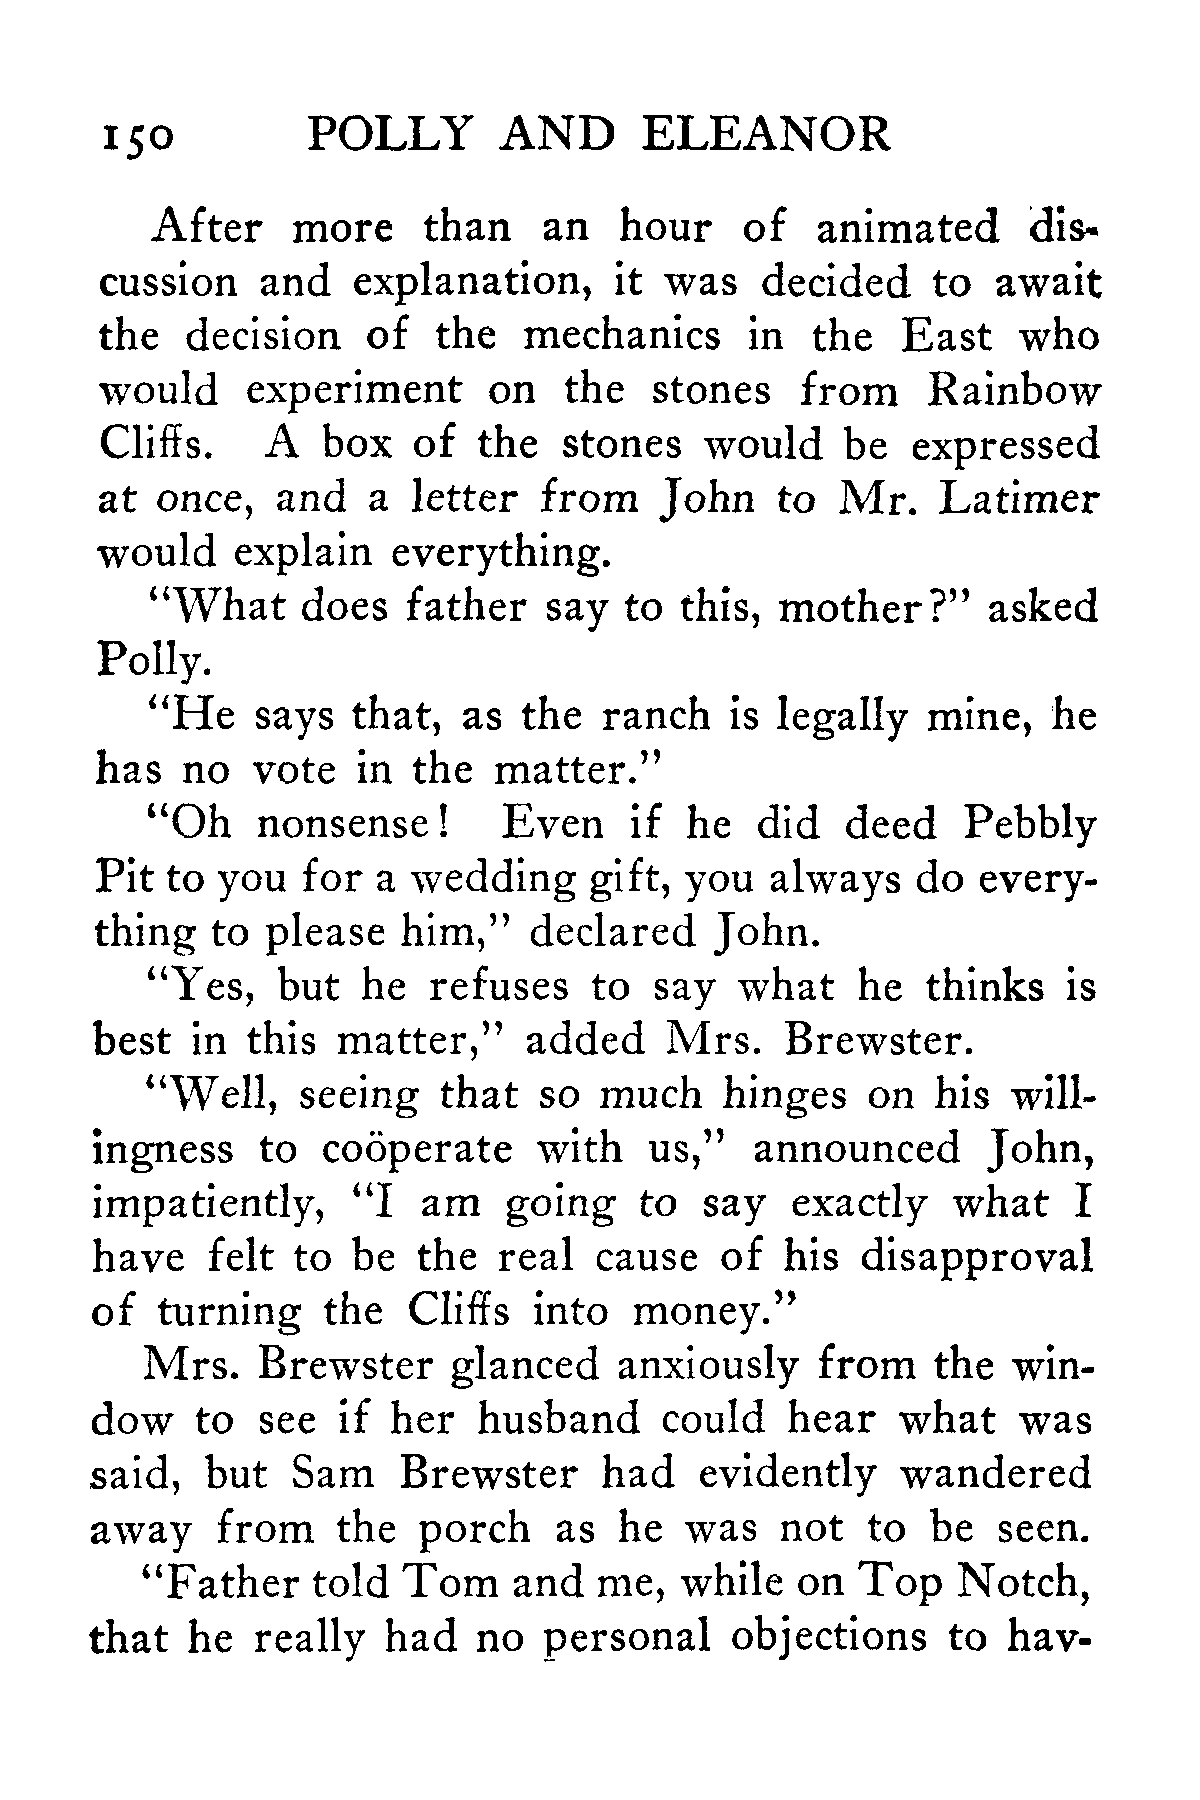 150 POLLY AND ELEANOR
After more than an hour of animated dis-
cussion and explanation, it was decided to await
the decision of the mechanics in the East who
would experiment on the stones from Rainbow
Cliffs. A box of the stones would be expressed
at once, and a letter from John to Mr. Latimer
would explain everything.
“What does father say to this, mother?” asked
Polly.
“He says that, as the ranch is legally mine, he
has no vote in the matter.”
“Oh nonsense! Even if he did deed Pebbly
Pit to you for a wedding gift, you always do every-
thing to please him,” declared John.
“Yes, but he refuses to say what he thinks is
best in this matter,” added Mrs. Brewster.
“Well, seeing that so much hinges on his will-
ingness to coöperate with us,” announced John,
impatiently, “I am going to say exactly what I
have felt to be the real cause of his disapproval
of turning the Cliffs into money.”
Mrs. Brewster glanced anxiously from the win-
dow to see if her husband could hear what was
said, but Sam Brewster had evidently wandered
away from the porch as he was not to be seen.
“Father told Tom and me, while on Top Notch,
that he really had no personal objections to hav-